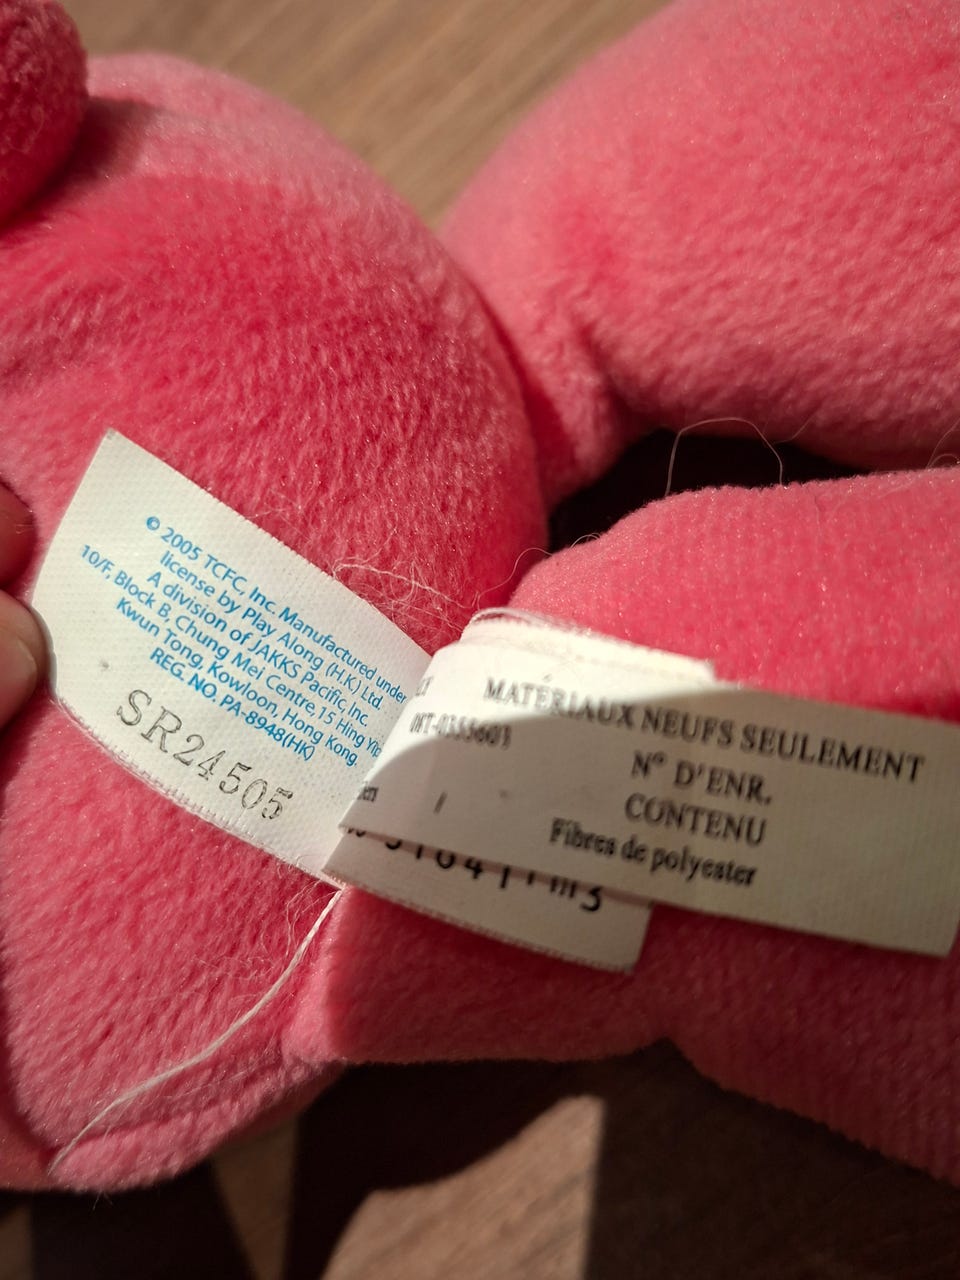 © 2005 TCFC, Inc. Manufactured under
license by Play Along (H.K.) Ltd.
A division of JAKKS Pacific, Inc.
10/F, Block B, Chung Mei Centre, 15 Hing Yip
Kwun Tong, Kowloon, Hong Kong.
REG. NO. PA-8948(HK)
SR24505
MATÉRIAUX NEUFS SEULEMENT
N° D'ENR.
CONTENU
Fibres de polyester